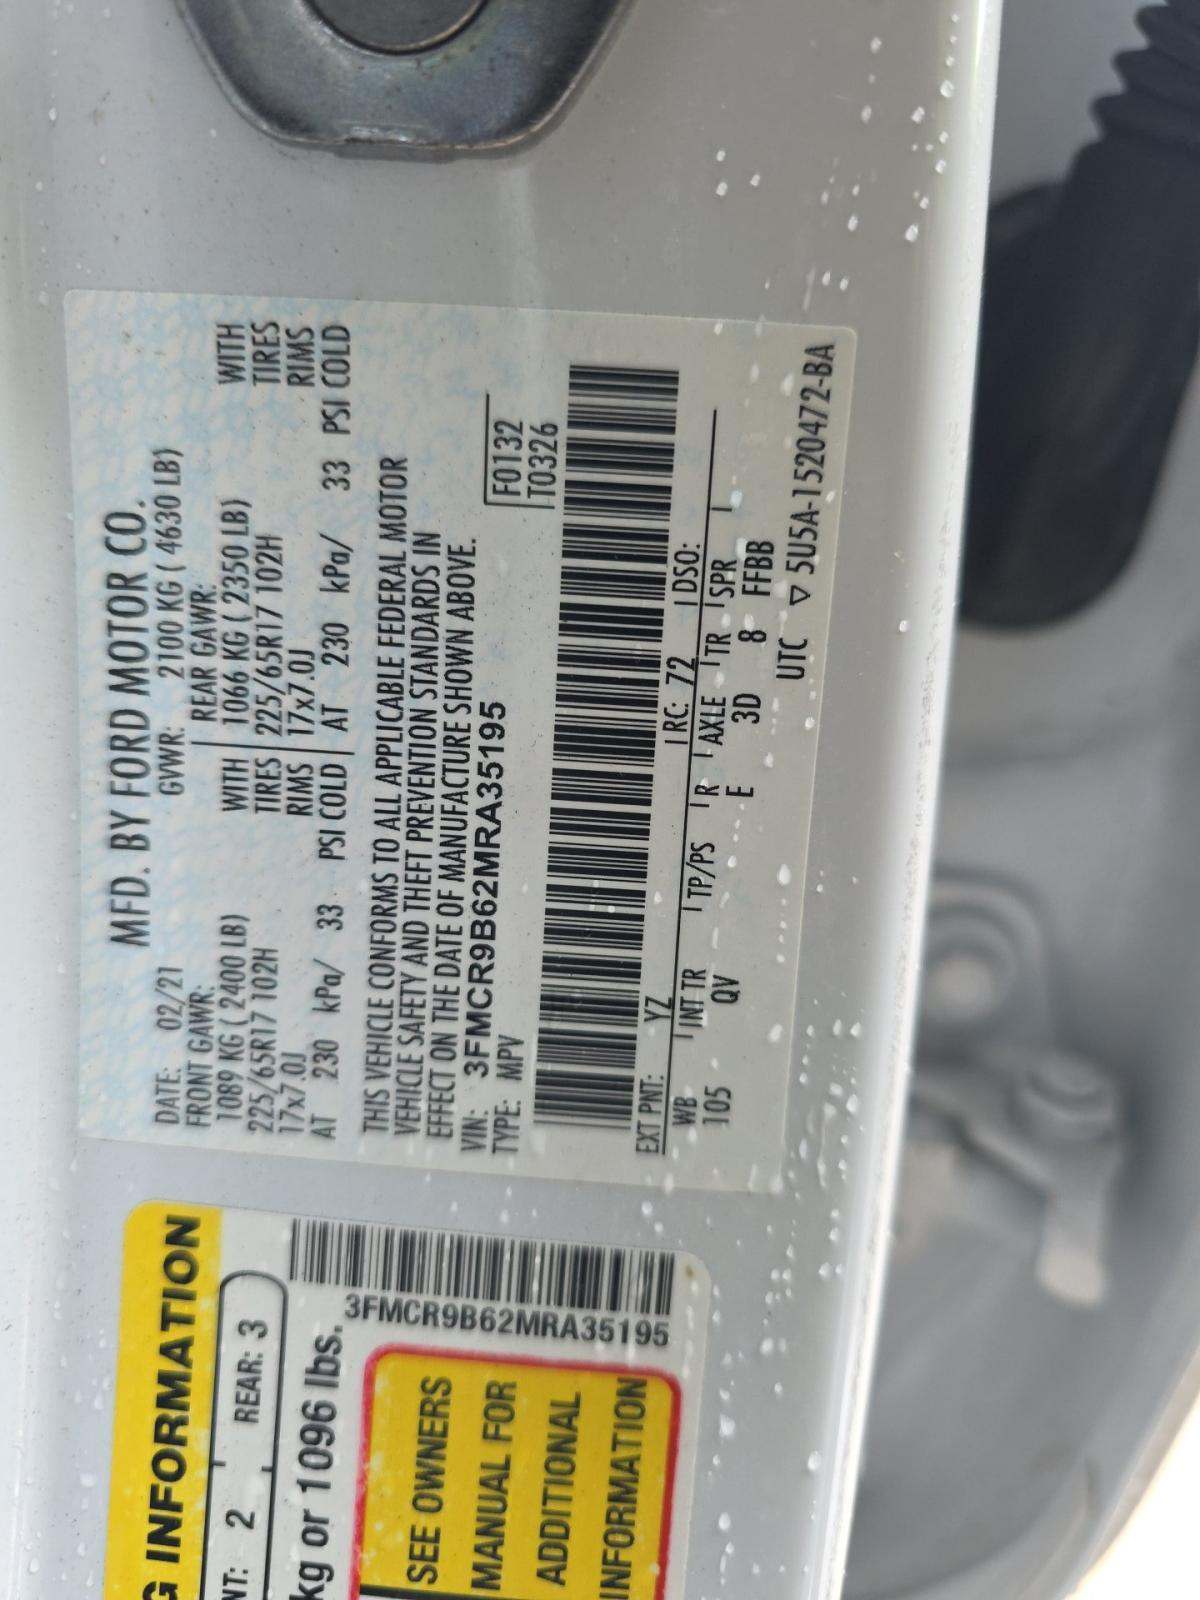 MFD. BY FORD MOTOR CO.
DATE: 02/21 GVWR: 2100 KG ( 4630 LB)
FRONT GAWR: REAR GAWR:
1089 KG ( 2400 LB) WITH 1066 KG ( 2350 LB) WITH
225/65R17 102H TIRES 225/65R17 102H TIRES
17x7.0J RIMS 17x7.0J RIMS
AT 230 kPa/ 33 PSI COLD AT 230 kPa/ 33 PSI COLD
THIS VEHICLE CONFORMS TO ALL APPLICABLE FEDERAL MOTOR
VEHICLE SAFETY AND THEFT PREVENTION STANDARDS IN
EFFECT ON THE DATE OF MANUFACTURE SHOWN ABOVE.
VIN: 3FMCR9B62MRA35195 F0132
TYPE: MPV T0326
EXT PNT: YZ RC: 72 DSO:
WB INT TR TP/PS R AXLE TR SPR
105 QV E 3D 8 FFBB
UTC ▽ 5U5A-1520472-BA
G INFORMATION
NT: 2 REAR: 3
kg or 1096 lbs.
3FMCR9B62MRA35195
SEE OWNERS
MANUAL FOR
ADDITIONAL
INFORMATION